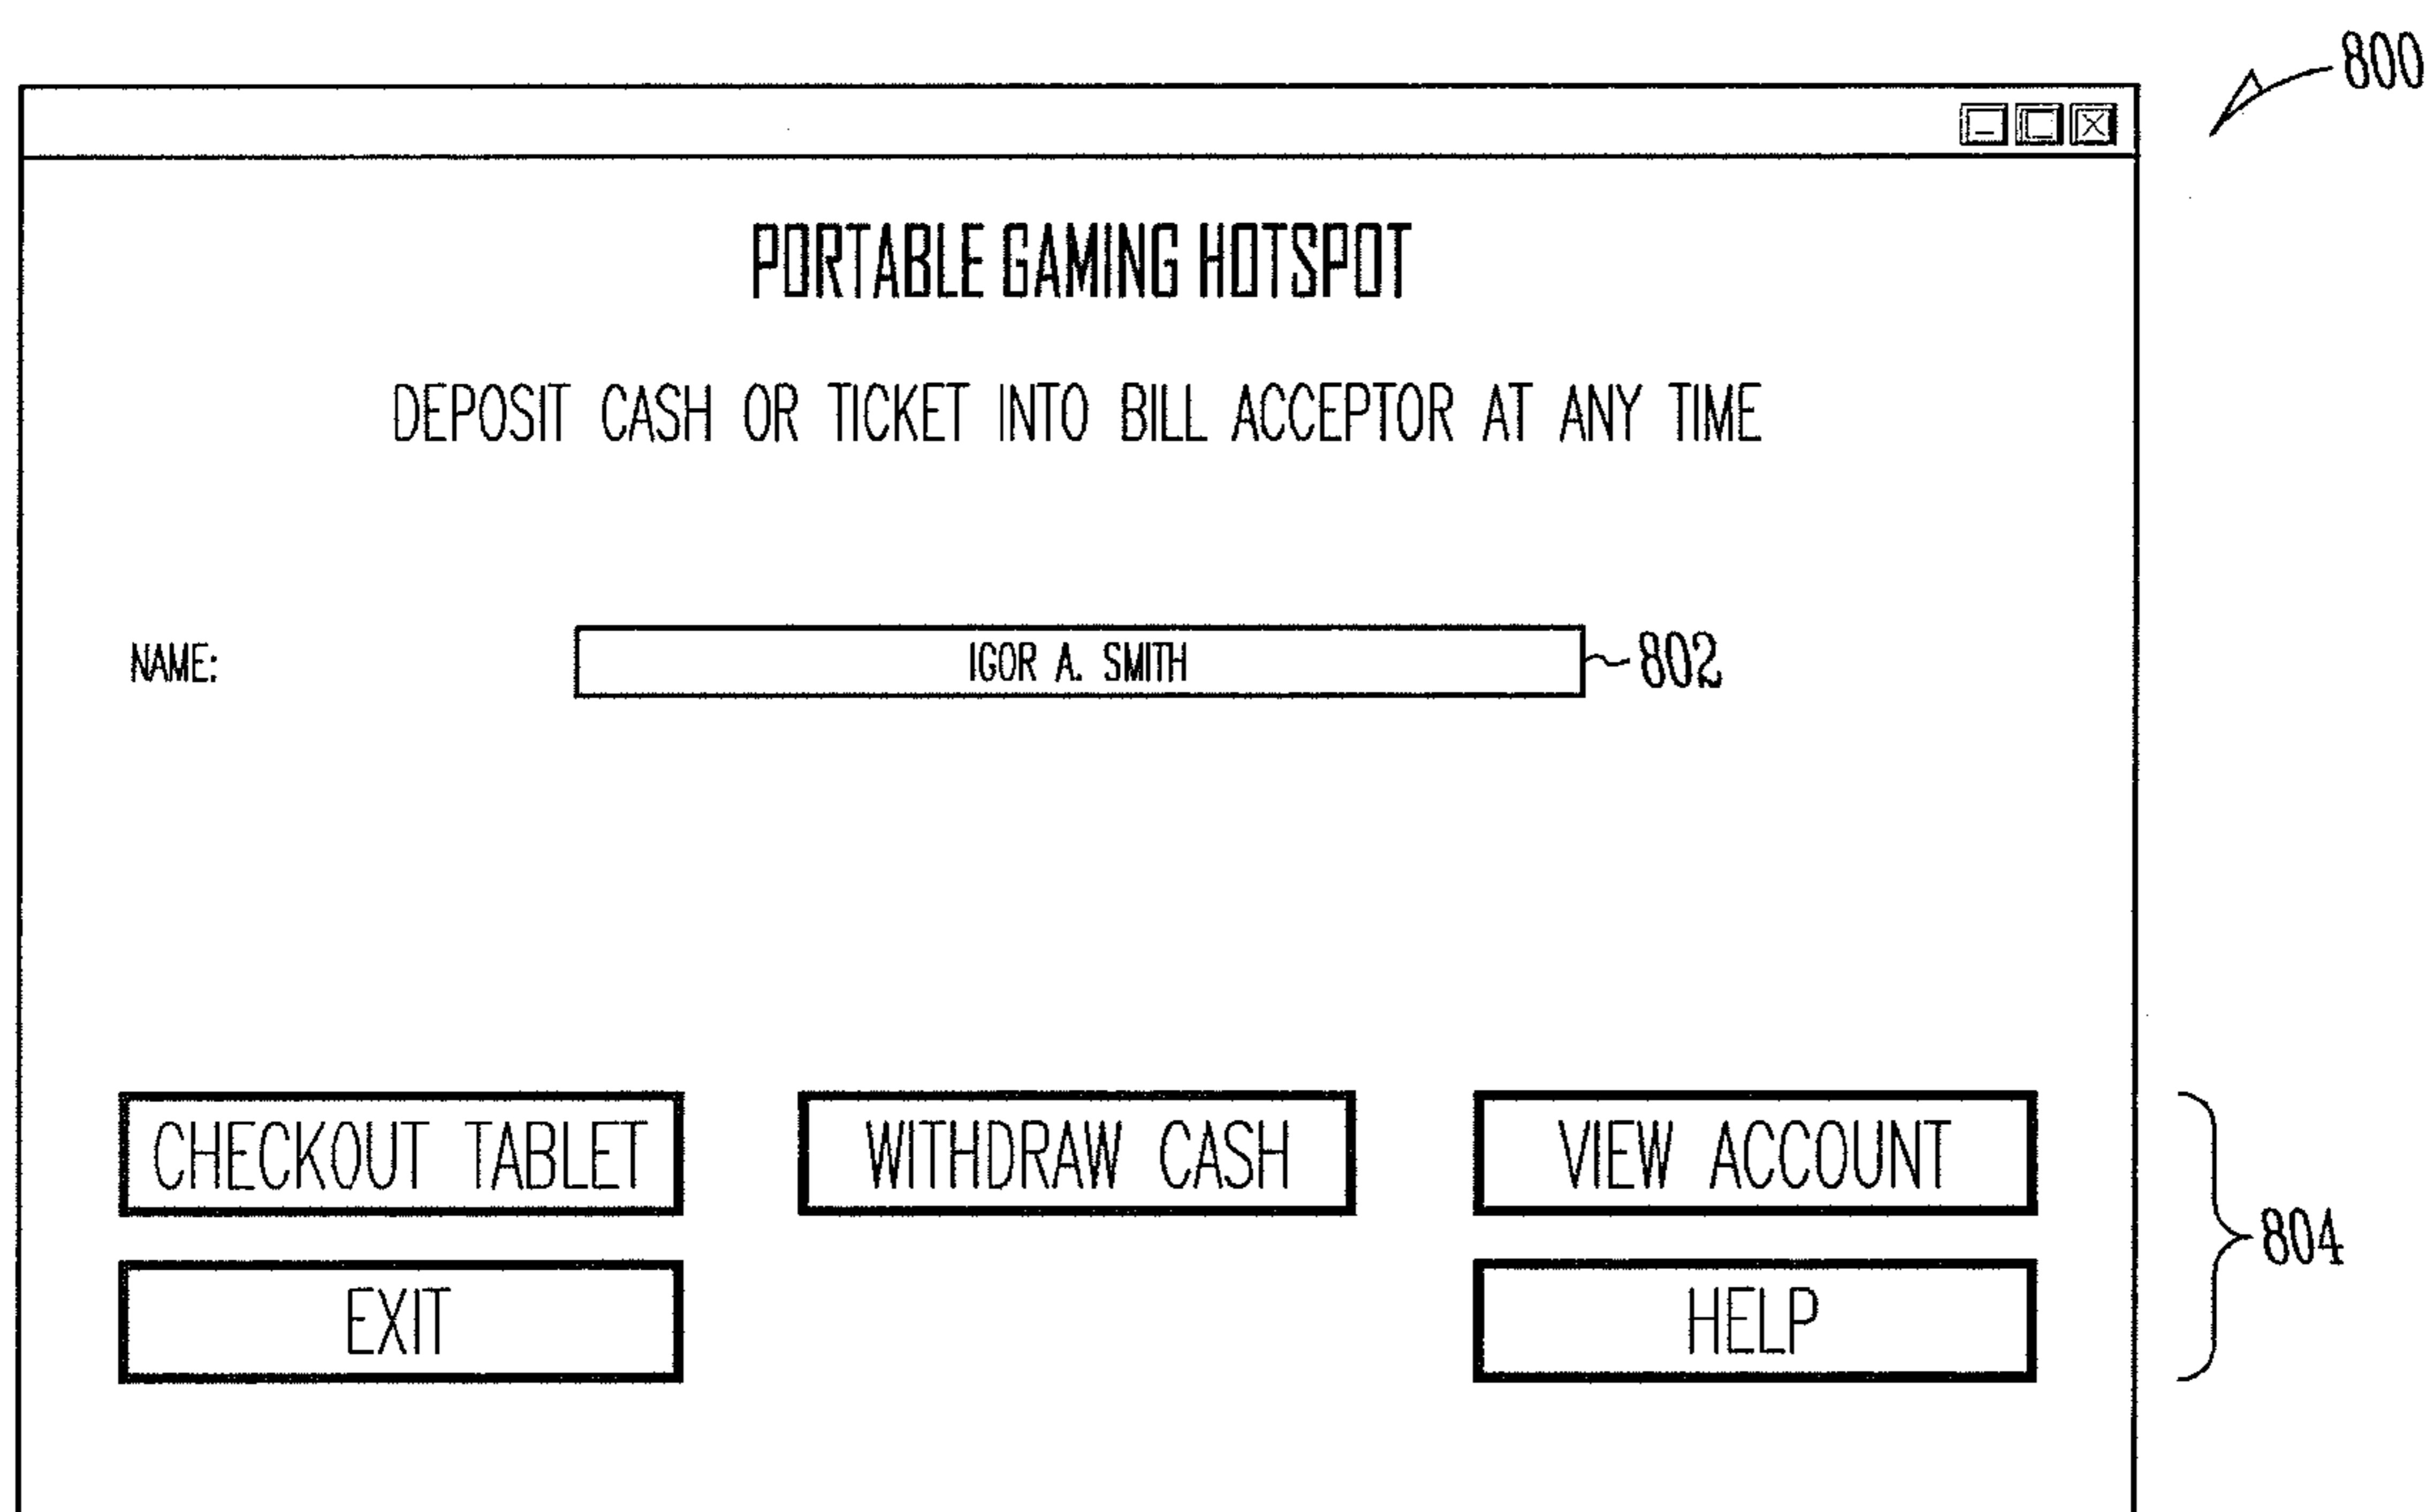 800
PORTABLE GAMING HOTSPOT
DEPOSIT CASH OR TICKET INTO BILL ACCEPTOR AT ANY TIME
NAME: IGOR A. SMITH 802
CHECKOUT TABLET WITHDRAW CASH VIEW ACCOUNT
804
EXIT HELP